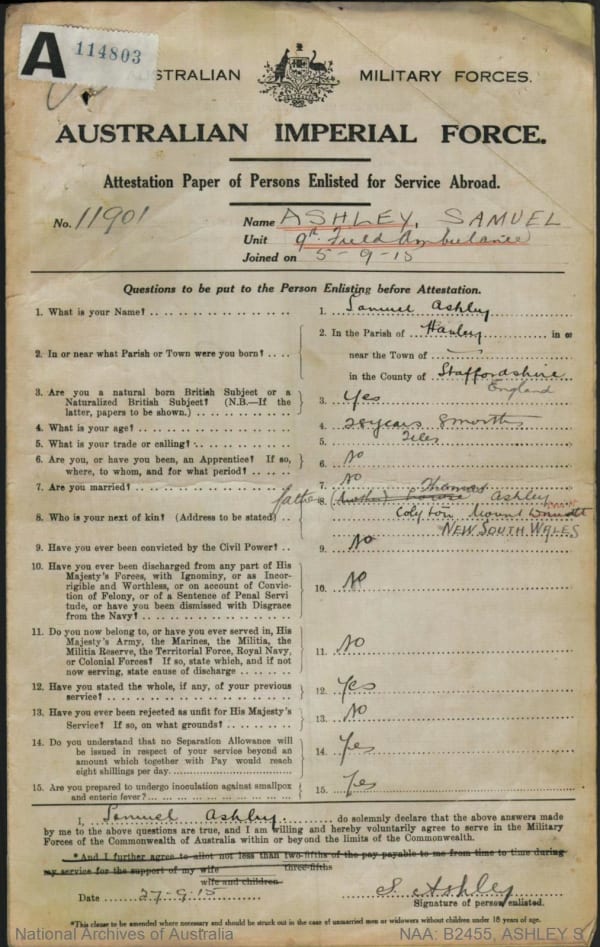 A 114803
AUSTRALIAN MILITARY FORCES.
AUSTRALIAN IMPERIAL FORCE.
Attestation Paper of Persons Enlisted for Service Abroad.
No. 11901
Name ASHLEY, SAMUEL
Unit 9th Field Ambulance
Joined on 5-9-15
Questions to be put to the Person Enlisting before Attestation.
1. What is your Name? 1. Samuel Ashley
2. In or near what Parish or Town were you born? 2. In the Parish of Hanley in or
near the Town of
in the County of Staffordshire
England
3. Are you a natural born British Subject or a
Naturalized British Subject? (N.B.—If the
latter, papers to be shown.) 3. Yes
4. What is your age? 4. 28 years 8 months
5. What is your trade or calling? 5.
6. Are you, or have you been, an Apprentice? If so,
where, to whom, and for what period? 6. No
7. Are you married? 7. No
8. Who is your next of kin? (Address to be stated) father 8. (mother) Thomas Ashley
Colyton Mount
NEW SOUTH WALES
9. Have you ever been convicted by the Civil Power? 9. No
10. Have you ever been discharged from any part of His
Majesty's Forces, with Ignominy, or as Incor-
rigible and Worthless, or on account of Convic-
tion of Felony, or of a Sentence of Penal Servi
tude, or have you been dismissed with Disgrace
from the Navy? 10. No
11. Do you now belong to, or have you ever served in, His
Majesty's Army, the Marines, the Militia, the
Militia Reserve, the Territorial Force, Royal Navy,
or Colonial Forces? If so, state which, and if not
now serving, state cause of discharge 11. No
12. Have you stated the whole, if any, of your previous
service? 12. Yes
13. Have you ever been rejected as unfit for His Majesty's
Service? If so, on what grounds? 13. No
14. Do you understand that no Separation Allowance will
be issued in respect of your service beyond an
amount which together with Pay would reach
eight shillings per day. 14. Yes
15. Are you prepared to undergo inoculation against smallpox
and enteric fever? 15. Yes
I, Samuel Ashley do solemnly declare that the above answers made
by me to the above questions are true, and I am willing and hereby voluntarily agree to serve in the Military
Forces of the Commonwealth of Australia within or beyond the limits of the Commonwealth.
*And I further agree to allot not less than two-fifths of the pay payable to me from time to time during
three-fifths
my service for the support of my wife
wife and children.
Date 27-9-15 S. Ashley
Signature of person enlisted.
*This clause to be amended where necessary and should be struck out in the case of unmarried men or widowers without children under 18 years of age.
National Archives of Australia NAA: B2455, ASHLEY S